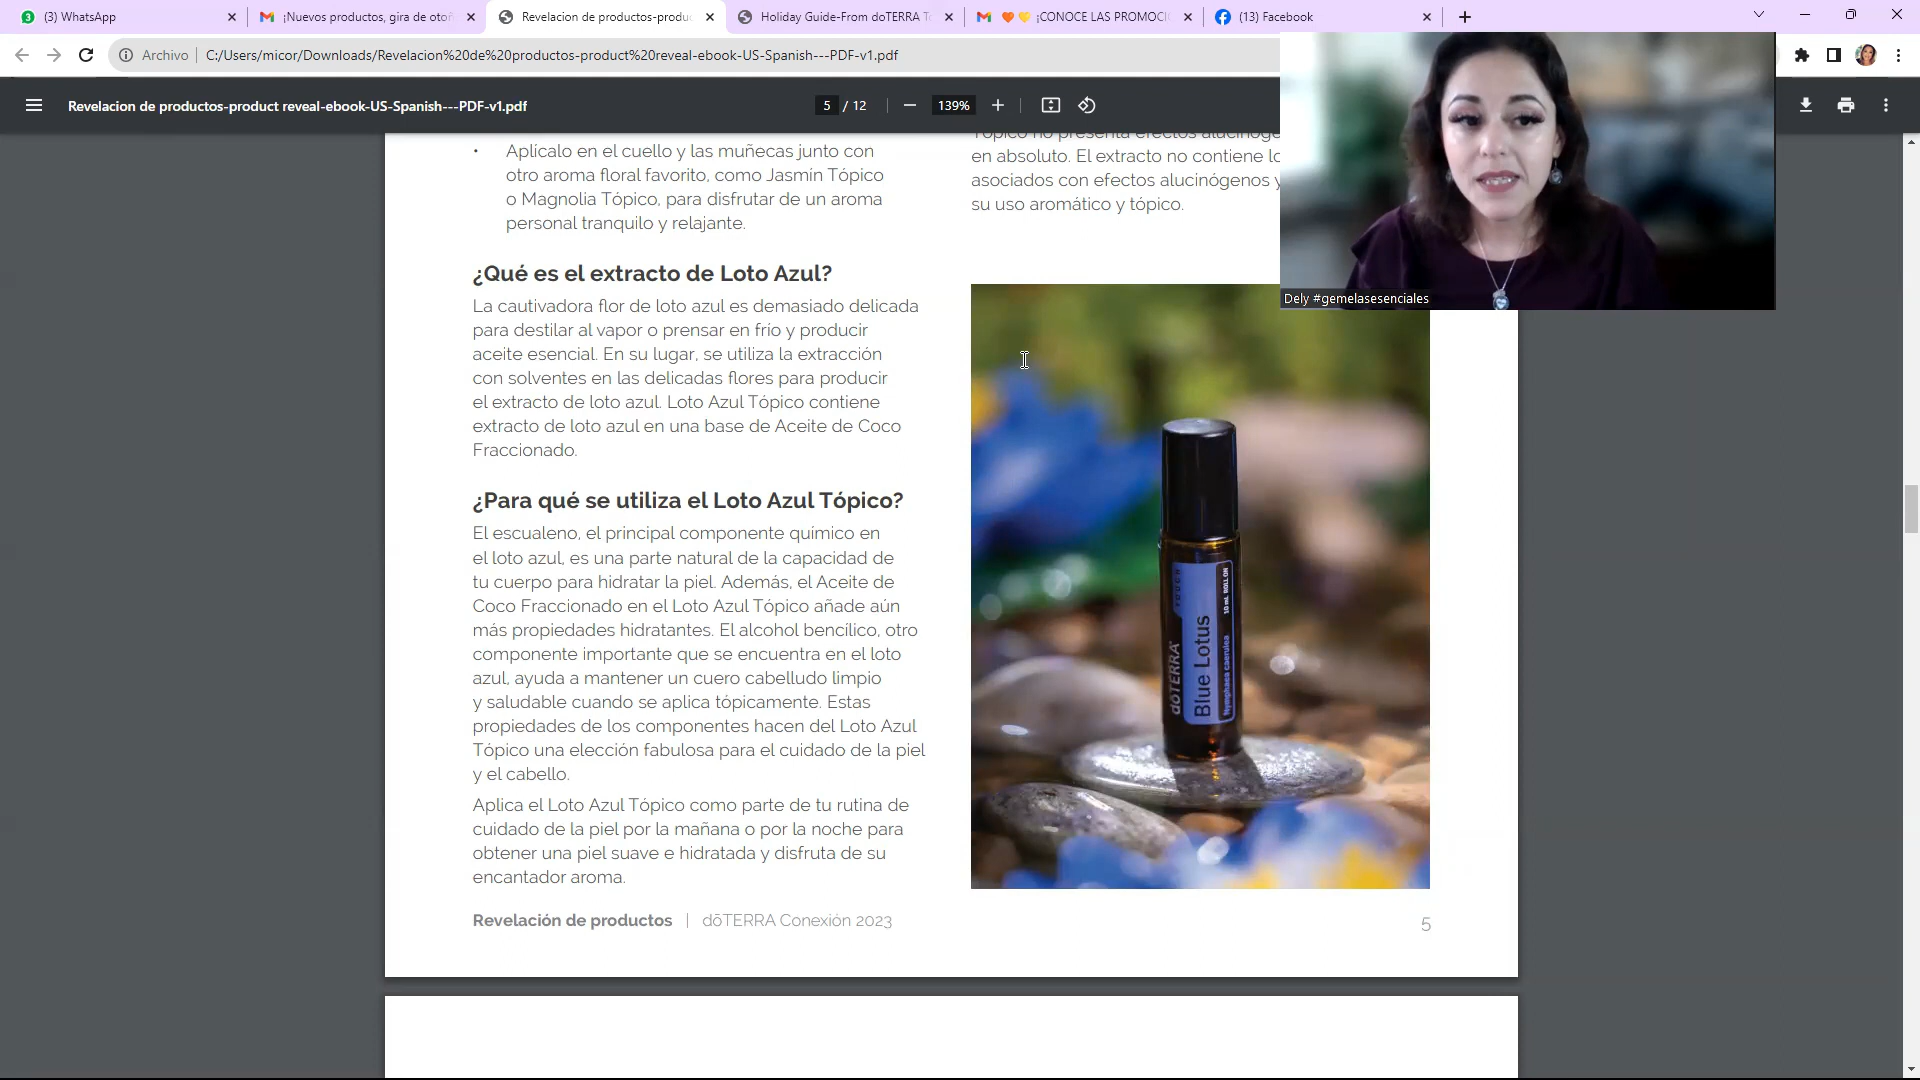 (3) WhatsApp
¡Nuevos productos, gira de otoñ
Revelacion de productos-produc
Holiday Guide-From doTERRA T
¡CONOCE LAS PROMOCI
(13) Facebook
Archivo
C:/Users/micor/Downloads/Revelacion%20de%20productos-product%20reveal-ebook-US-Spanish---PDF-v1.pdf
Revelacion de productos-product reveal-ebook-US-Spanish---PDF-v1.pdf
5 / 12
139%
• Aplícalo en el cuello y las muñecas junto con
otro aroma floral favorito, como Jasmín Tópico
o Magnolia Tópico, para disfrutar de un aroma
personal tranquilo y relajante.
¿Qué es el extracto de Loto Azul?
La cautivadora flor de loto azul es demasiado delicada
para destilar al vapor o prensar en frío y producir
aceite esencial. En su lugar, se utiliza la extracción
con solventes en las delicadas flores para producir
el extracto de loto azul. Loto Azul Tópico contiene
extracto de loto azul en una base de Aceite de Coco
Fraccionado.
¿Para qué se utiliza el Loto Azul Tópico?
El escualeno, el principal componente químico en
el loto azul, es una parte natural de la capacidad de
tu cuerpo para hidratar la piel. Además, el Aceite de
Coco Fraccionado en el Loto Azul Tópico añade aún
más propiedades hidratantes. El alcohol bencílico, otro
componente importante que se encuentra en el loto
azul, ayuda a mantener un cuero cabelludo limpio
y saludable cuando se aplica tópicamente. Estas
propiedades de los componentes hacen del Loto Azul
Tópico una elección fabulosa para el cuidado de la piel
y el cabello.
Aplica el Loto Azul Tópico como parte de tu rutina de
cuidado de la piel por la mañana o por la noche para
obtener una piel suave e hidratada y disfruta de su
encantador aroma.
Tópico no presenta efectos alucinóge
en absoluto. El extracto no contiene lo
asociados con efectos alucinógenos y
su uso aromático y tópico.
Dely #gemelasesenciales
dōTERRA
TOUCH
Blue Lotus
Nymphaea caerulea
10 mL ROLL ON
Revelación de productos | dōTERRA Conexión 2023
5